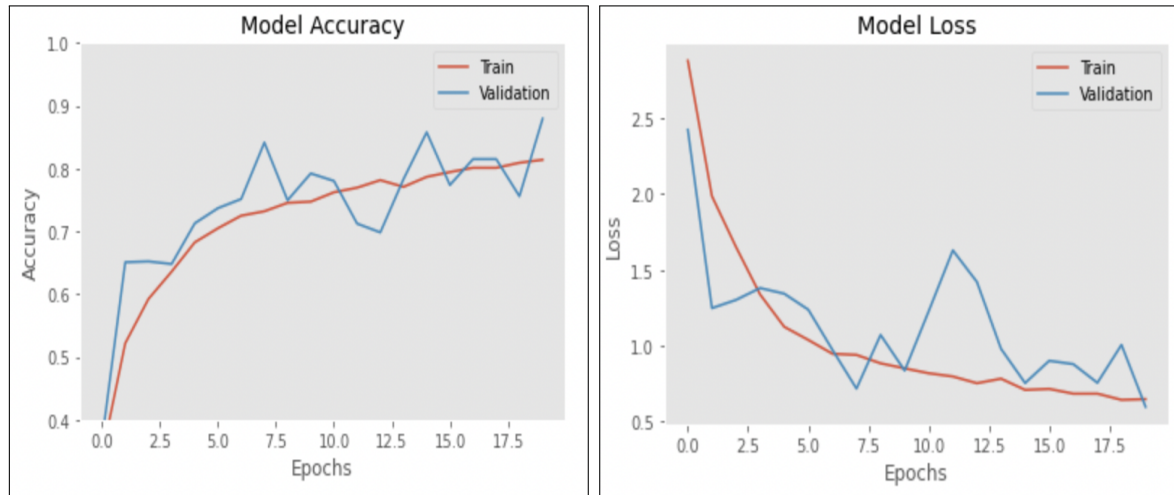 Model Accuracy
Train
Validation
1.0
0.9
0.8
0.7
0.6
0.5
0.4
Accuracy
0.0 2.5 5.0 7.5 10.0 12.5 15.0 17.5
Epochs
Model Loss
Train
Validation
2.5
2.0
1.5
1.0
0.5
Loss
0.0 2.5 5.0 7.5 10.0 12.5 15.0 17.5
Epochs